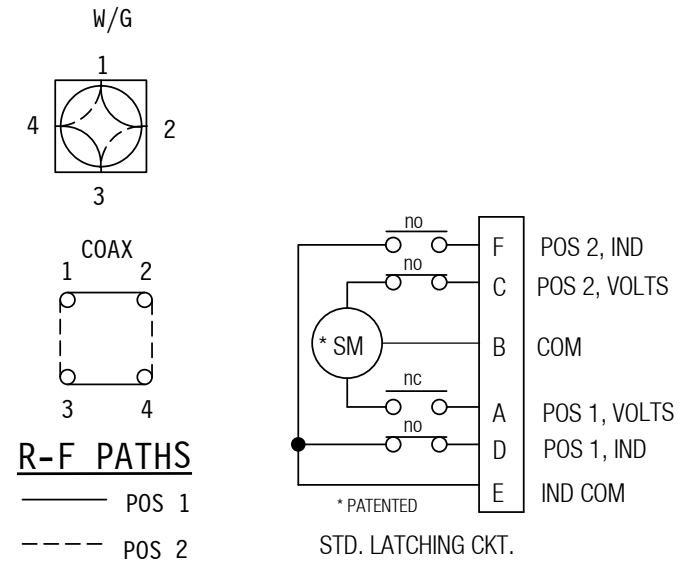 W/G
1
4
2
3
COAX
1 2
3 4
R-F PATHS
POS 1
POS 2
no
F POS 2, IND
no
C POS 2, VOLTS
* SM
B COM
nc
A POS 1, VOLTS
no
D POS 1, IND
E IND COM
* PATENTED
STD. LATCHING CKT.